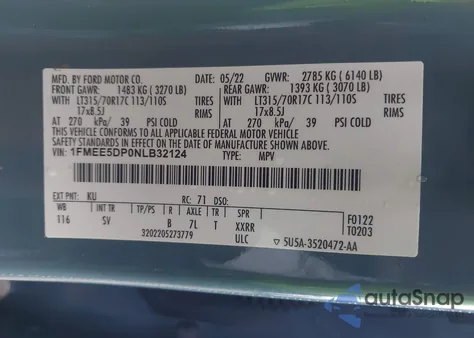 MFD. BY FORD MOTOR CO.
05/22 GVWR: 2785 KG ( 6140 LB)
FRONT GAWR: 1483 KG ( 3270 LB) REAR GAWR: 1393 KG ( 3070 LB)
WITH LT315/70R17C 113/110S TIRES WITH LT315/70R17C 113/110S TIRES
17x8.5J RIMS 17x8.5J RIMS
AT 270 kPa/ 39 PSI COLD AT 270 kPa/ 39 PSI COLD
THIS VEHICLE CONFORMS TO ALL APPLICABLE FEDERAL MOTOR VEHICLE
SAFETY STANDARDS IN EFFECT ON THE DATE OF MANUFACTURE SHOWN ABOVE.
VIN: 1FMEE5DP0NLB32124 TYPE: MPV
EXT PNT: KU RC: 71 DSO:
WB INT TR TP/PS R AXLE TR SPR F0122
116 SV B 7L T XXRR T0203
3202205273779 ULC 5U5A-3520472-AA
autoSnap
Powered by AutoAstat